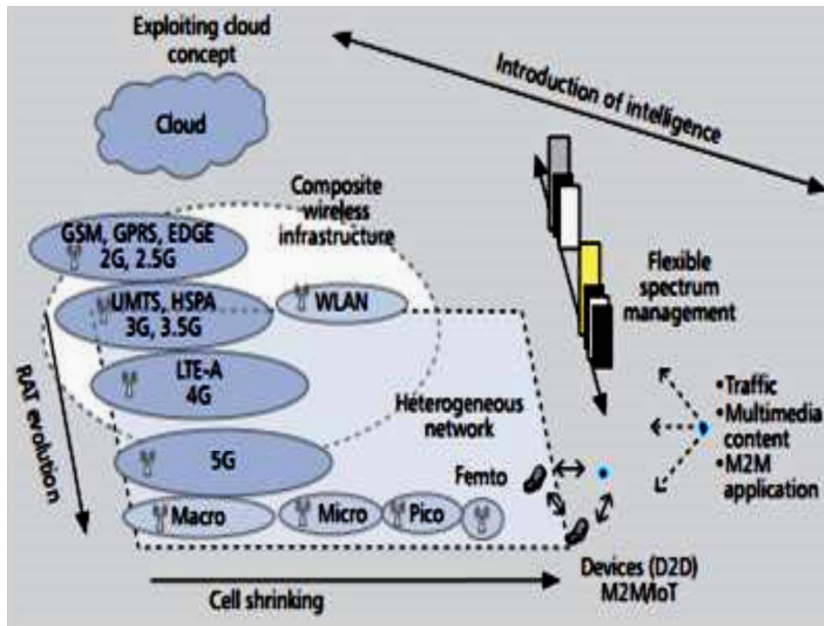 Exploiting cloud
concept
Cloud
Introduction of intelligence
Composite
wireless
infrastructure
GSM, GPRS, EDGE
2G, 2.5G
UMTS, HSPA
3G, 3.5G
WLAN
LTE-A
4G
Flexible
spectrum
management
RAT evolution
Heterogeneous
network
•Traffic
•Multimedia
content
•M2M
application
5G
Femto
Macro
Micro
Pico
Cell shrinking
Devices (D2D)
M2M/IoT